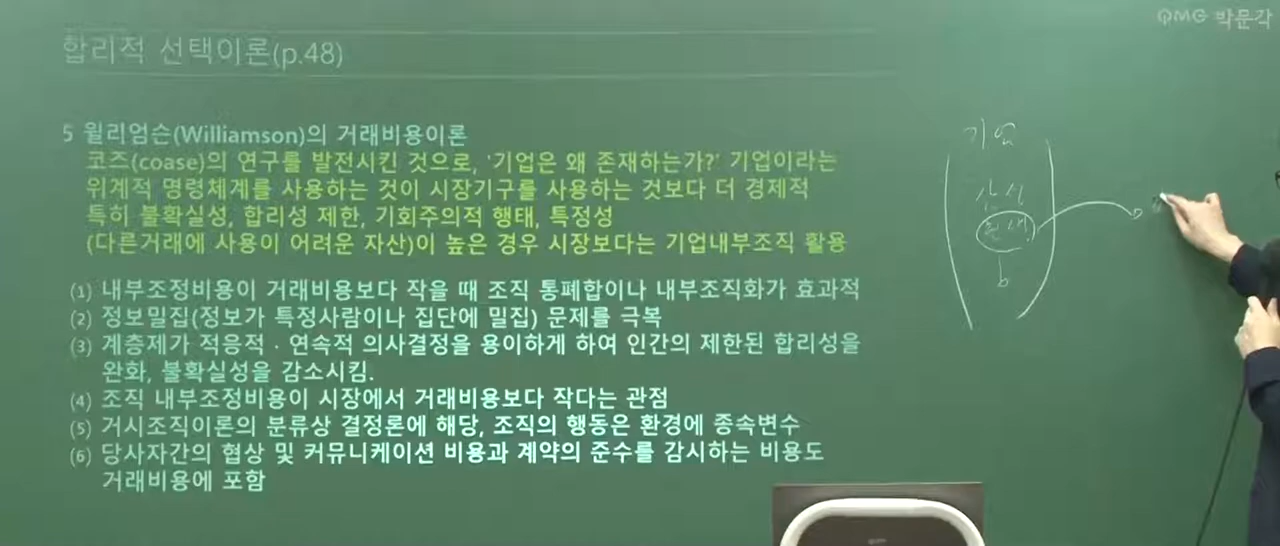 QMG 박문각
합리적 선택이론(p.48)
5 윌리엄슨(Williamson)의 거래비용이론
코즈(coase)의 연구를 발전시킨 것으로, '기업은 왜 존재하는가?' 기업이라는
위계적 명령체계를 사용하는 것이 시장기구를 사용하는 것보다 더 경제적
특히 불확실성, 합리성 제한, 기회주의적 행태, 특정성
(다른거래에 사용이 어려운 자산)이 높은 경우 시장보다는 기업내부조직 활용
(1) 내부조정비용이 거래비용보다 작을 때 조직 통폐합이나 내부조직화가 효과적
(2) 정보밀집(정보가 특정사람이나 집단에 밀집) 문제를 극복
(3) 계층제가 적응적 · 연속적 의사결정을 용이하게 하여 인간의 제한된 합리성을
완화, 불확실성을 감소시킴.
(4) 조직 내부조정비용이 시장에서 거래비용보다 작다는 관점
(5) 거시조직이론의 분류상 결정론에 해당, 조직의 행동은 환경에 종속변수
(6) 당사자간의 협상 및 커뮤니케이션 비용과 계약의 준수를 감시하는 비용도
거래비용에 포함